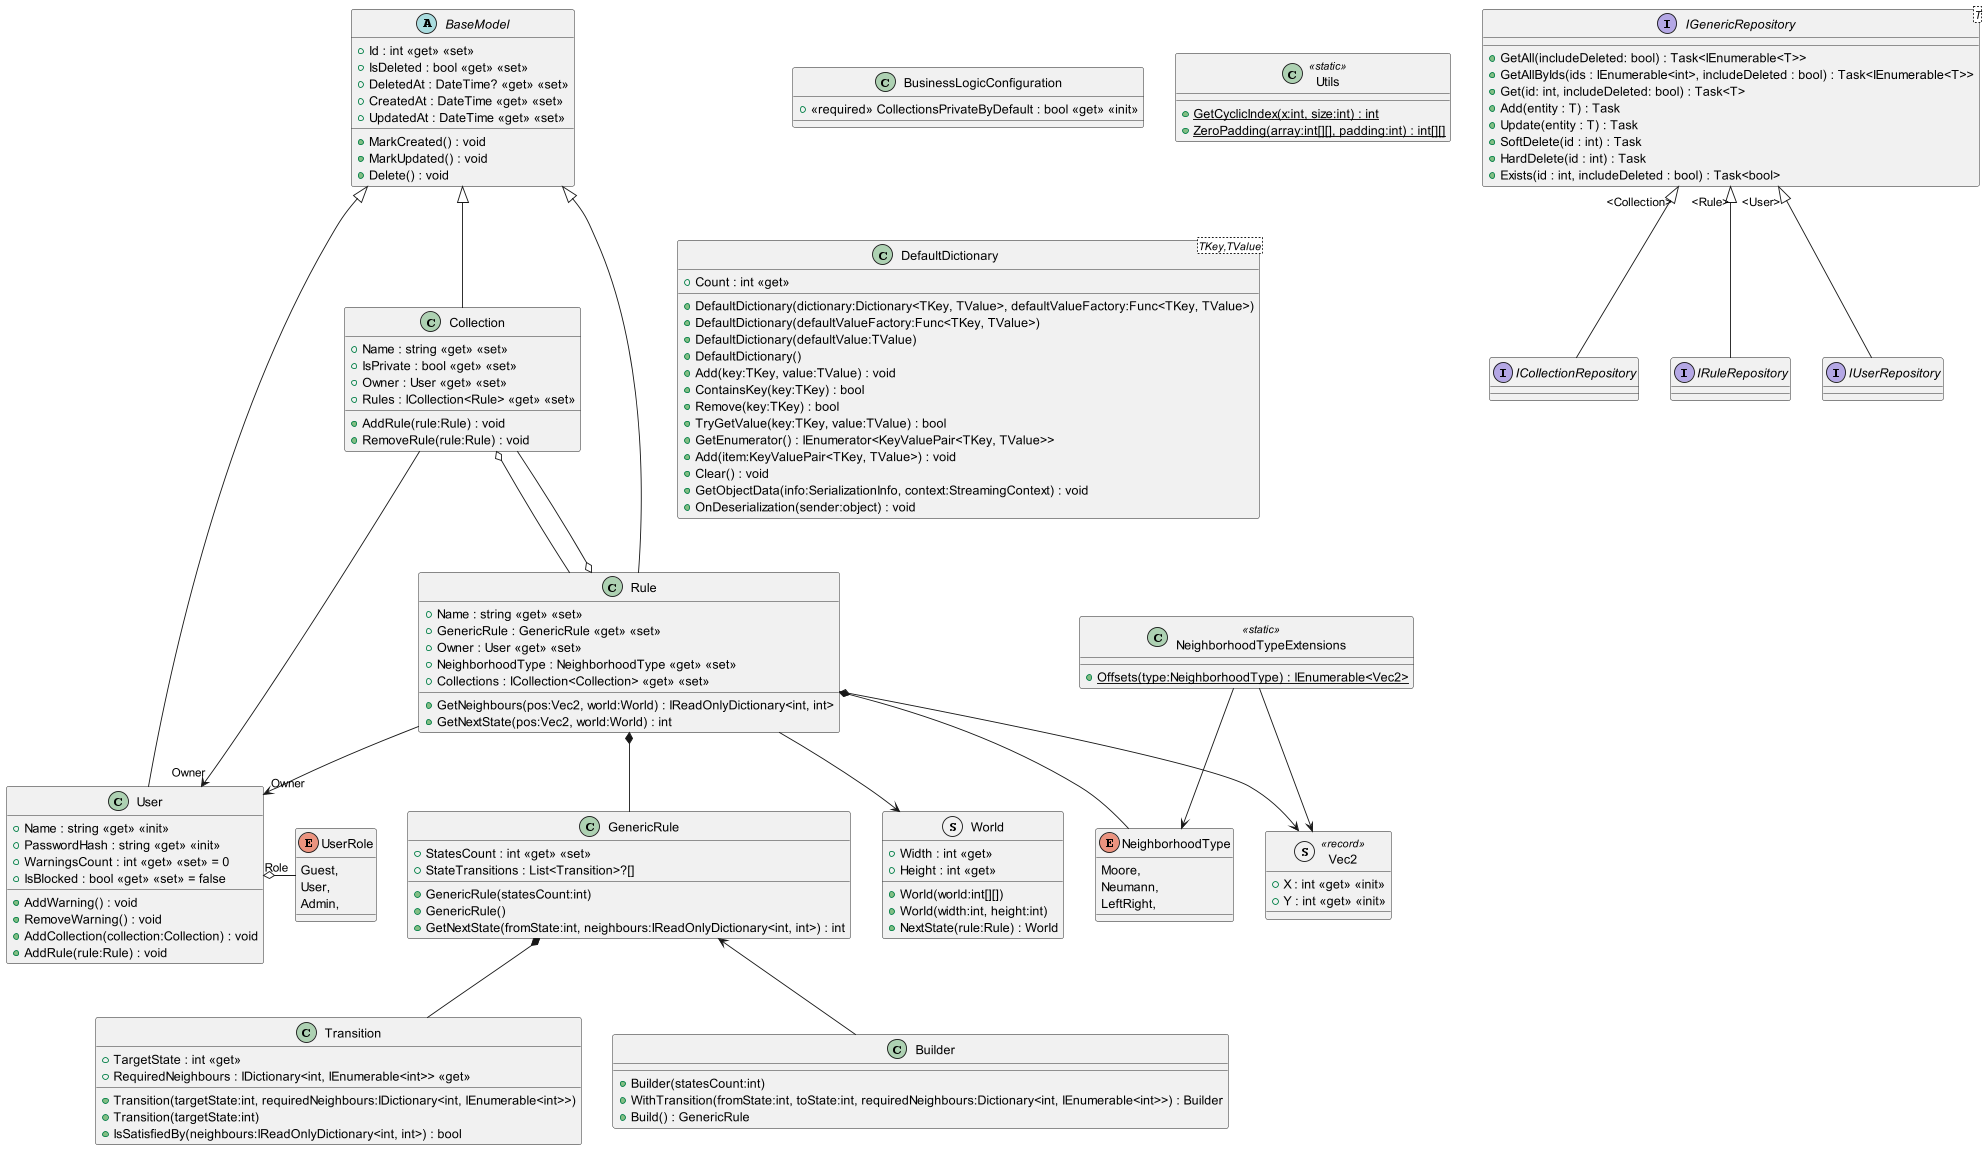 A BaseModel
Id : int «get» «set»
IsDeleted : bool «get» «set»
DeletedAt : DateTime? «get» «set»
CreatedAt : DateTime «get» «set»
UpdatedAt : DateTime «get» «set»
MarkCreated() : void
MarkUpdated() : void
Delete() : void
C BusinessLogicConfiguration
«required» CollectionsPrivateByDefault : bool «get» «init»
C «static»
Utils
GetCyclicIndex(x:int, size:int) : int
ZeroPadding(array:int[][], padding:int) : int[][]
I IGenericRepository
T
GetAll(includeDeleted: bool) : Task<IEnumerable<T>>
GetAllByIds(ids : IEnumerable<int>, includeDeleted : bool) : Task<IEnumerable<T>>
Get(id: int, includeDeleted: bool) : Task<T>
Add(entity : T) : Task
Update(entity : T) : Task
SoftDelete(id : int) : Task
HardDelete(id : int) : Task
Exists(id : int, includeDeleted : bool) : Task<bool>
<Collection>
<Rule>
<User>
C DefaultDictionary
TKey,TValue
Count : int «get»
DefaultDictionary(dictionary:Dictionary<TKey, TValue>, defaultValueFactory:Func<TKey, TValue>)
DefaultDictionary(defaultValueFactory:Func<TKey, TValue>)
DefaultDictionary(defaultValue:TValue)
DefaultDictionary()
Add(key:TKey, value:TValue) : void
ContainsKey(key:TKey) : bool
Remove(key:TKey) : bool
TryGetValue(key:TKey, value:TValue) : bool
GetEnumerator() : IEnumerator<KeyValuePair<TKey, TValue>>
Add(item:KeyValuePair<TKey, TValue>) : void
Clear() : void
GetObjectData(info:SerializationInfo, context:StreamingContext) : void
OnDeserialization(sender:object) : void
C Collection
Name : string «get» «set»
IsPrivate : bool «get» «set»
Owner : User «get» «set»
Rules : ICollection<Rule> «get» «set»
AddRule(rule:Rule) : void
RemoveRule(rule:Rule) : void
I ICollectionRepository
I IRuleRepository
I IUserRepository
C Rule
Name : string «get» «set»
GenericRule : GenericRule «get» «set»
Owner : User «get» «set»
NeighborhoodType : NeighborhoodType «get» «set»
Collections : ICollection<Collection> «get» «set»
GetNeighbours(pos:Vec2, world:World) : IReadOnlyDictionary<int, int>
GetNextState(pos:Vec2, world:World) : int
C «static»
NeighborhoodTypeExtensions
Offsets(type:NeighborhoodType) : IEnumerable<Vec2>
Owner
Owner
C User
Name : string «get» «init»
PasswordHash : string «get» «init»
WarningsCount : int «get» «set» = 0
IsBlocked : bool «get» «set» = false
AddWarning() : void
RemoveWarning() : void
AddCollection(collection:Collection) : void
AddRule(rule:Rule) : void
Role
E UserRole
Guest,
User,
Admin,
C GenericRule
StatesCount : int «get» «set»
StateTransitions : List<Transition>?[]
GenericRule(statesCount:int)
GenericRule()
GetNextState(fromState:int, neighbours:IReadOnlyDictionary<int, int>) : int
S World
Width : int «get»
Height : int «get»
World(world:int[][])
World(width:int, height:int)
NextState(rule:Rule) : World
E NeighborhoodType
Moore,
Neumann,
LeftRight,
S «record»
Vec2
X : int «get» «init»
Y : int «get» «init»
C Transition
TargetState : int «get»
RequiredNeighbours : IDictionary<int, IEnumerable<int>> «get»
Transition(targetState:int, requiredNeighbours:IDictionary<int, IEnumerable<int>>)
Transition(targetState:int)
IsSatisfiedBy(neighbours:IReadOnlyDictionary<int, int>) : bool
C Builder
Builder(statesCount:int)
WithTransition(fromState:int, toState:int, requiredNeighbours:Dictionary<int, IEnumerable<int>>) : Builder
Build() : GenericRule